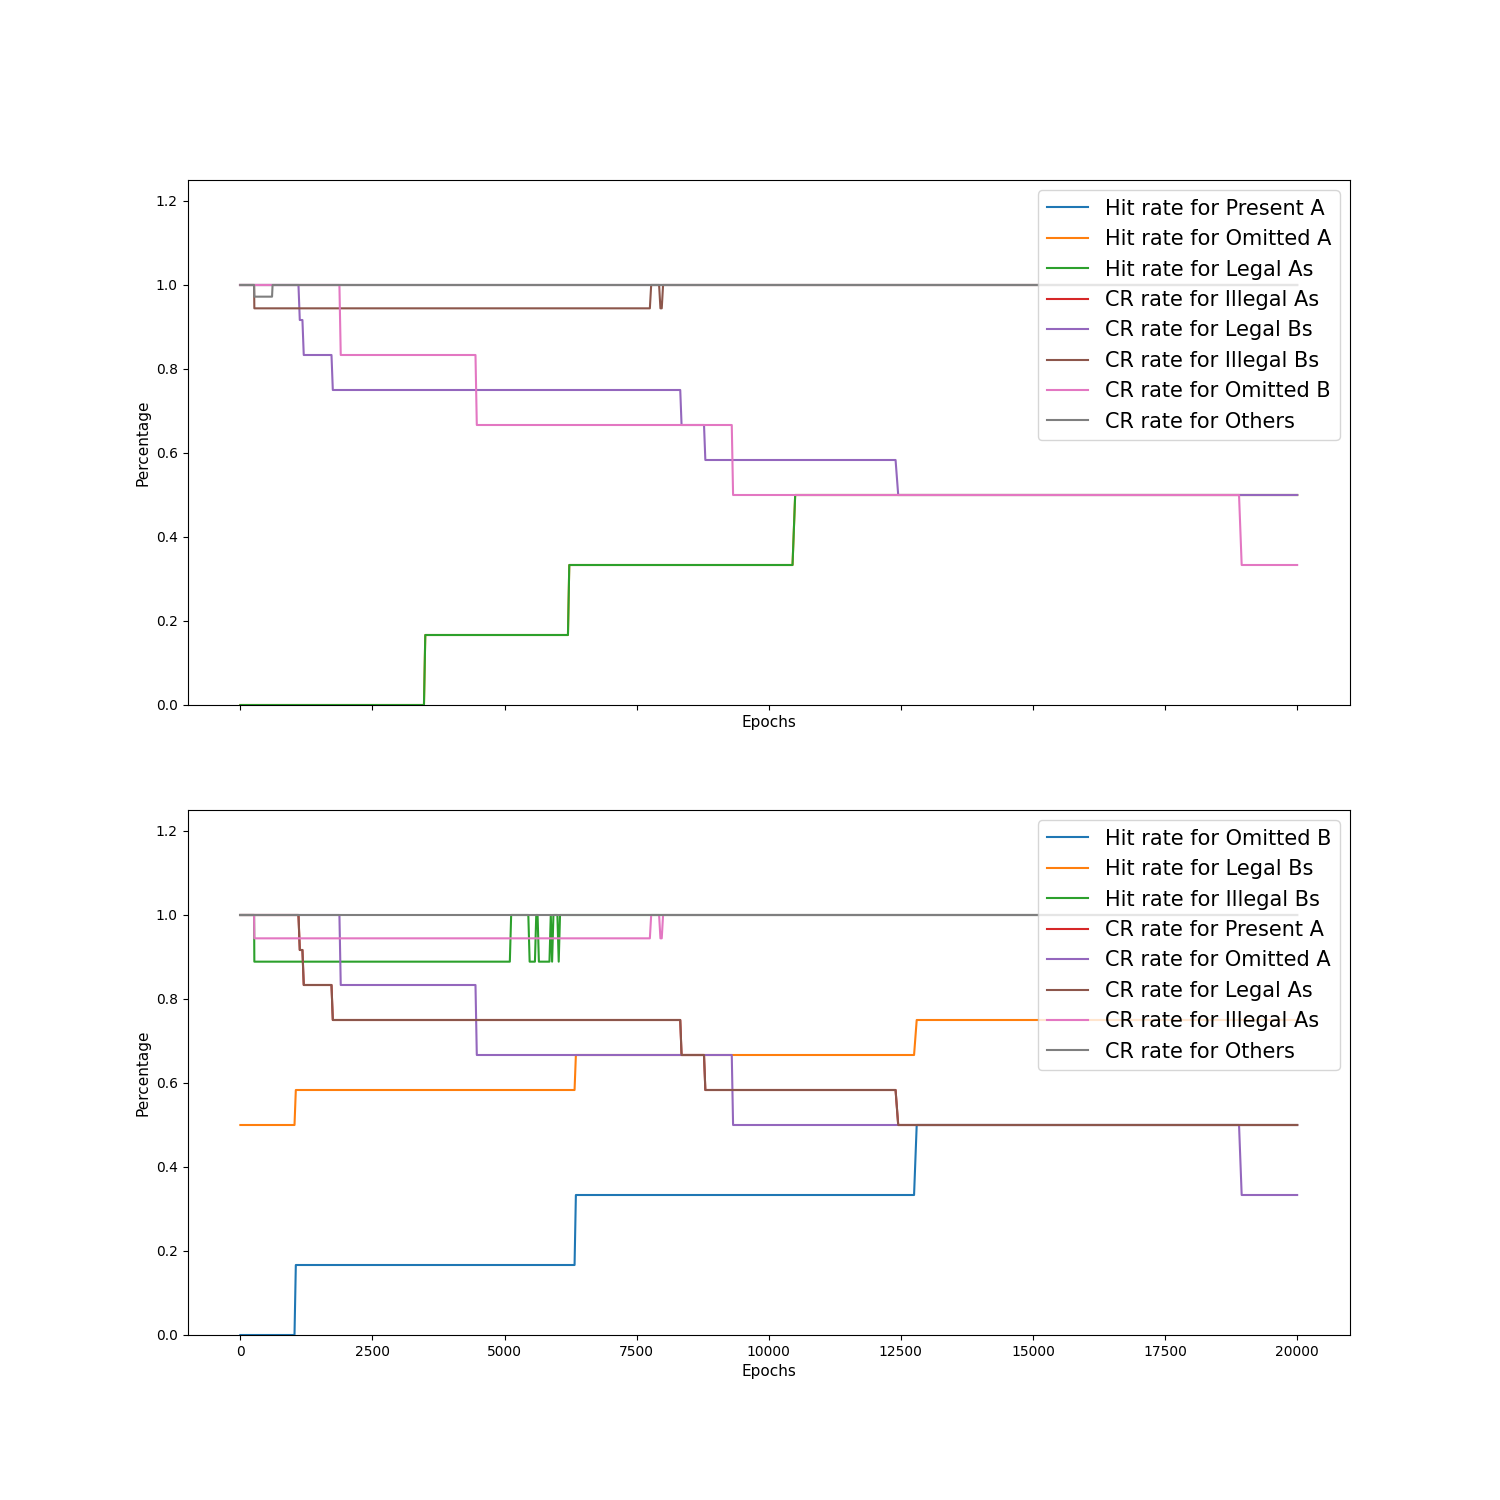 1.2
1.0
0.8
0.6
0.4
0.2
0.0
Percentage
Epochs
Hit rate for Present A
Hit rate for Omitted A
Hit rate for Legal As
CR rate for Illegal As
CR rate for Legal Bs
CR rate for Illegal Bs
CR rate for Omitted B
CR rate for Others
1.2
1.0
0.8
0.6
0.4
0.2
0.0
Percentage
0 2500 5000 7500 10000 12500 15000 17500 20000
Epochs
Hit rate for Omitted B
Hit rate for Legal Bs
Hit rate for Illegal Bs
CR rate for Present A
CR rate for Omitted A
CR rate for Legal As
CR rate for Illegal As
CR rate for Others